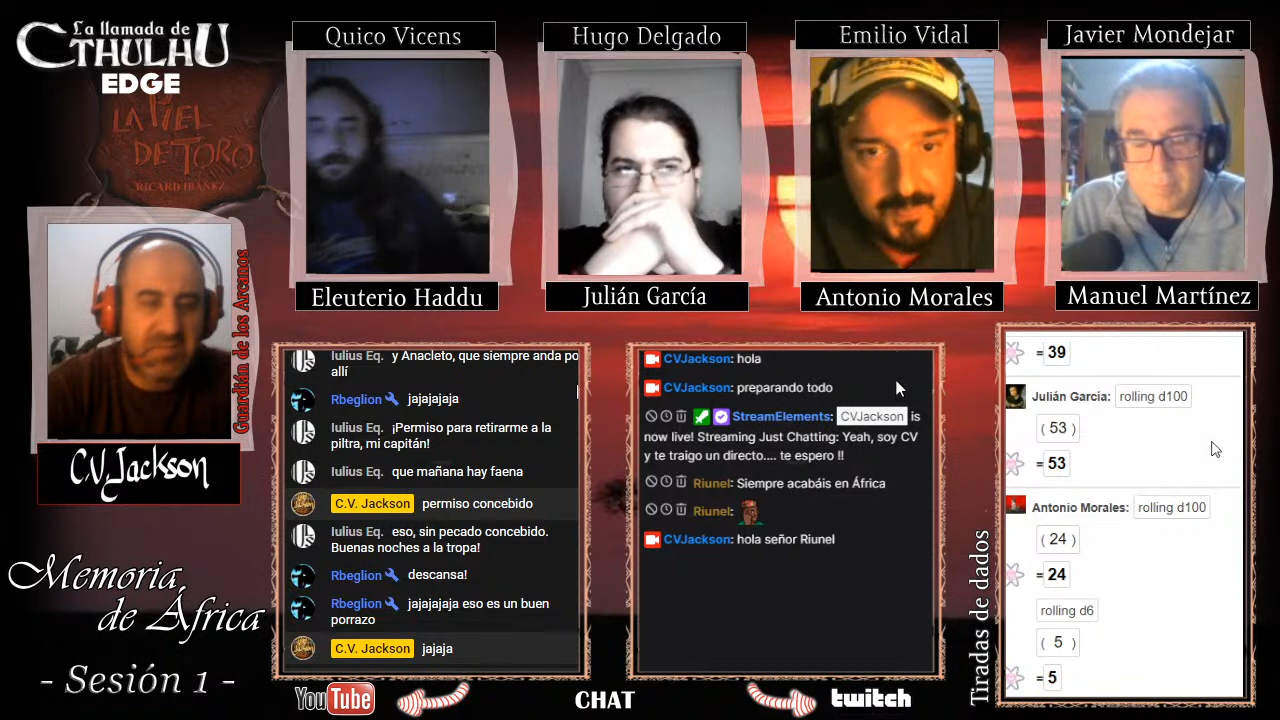 La llamada de
CTHULHU
EDGE
LA PIEL
DE TORO
RICARD IBÁÑEZ
Quico Vicens
Hugo Delgado
Emilio Vidal
Javier Mondejar
Eleuterio Haddu
Julián García
Antonio Morales
Manuel Martínez
Guardián de los Arcanos
C.V. Jackson
Memoria
de África
- Sesión 1 -
Iulius Eq. y Anacleto, que siempre anda po
allí
Rbeglion jajajajaja
Iulius Eq. ¡Permiso para retirarme a la
piltra, mi capitán!
Iulius Eq. que mañana hay faena
C.V. Jackson permiso concebido
Iulius Eq. eso, sin pecado concebido.
Buenas noches a la tropa!
Rbeglion descansa!
Rbeglion jajajajaja eso es un buen
porrazo
C.V. Jackson jajaja
CVJackson: hola
CVJackson: preparando todo
StreamElements: CVJackson is
now live! Streaming Just Chatting: Yeah, soy CV
y te traigo un directo.... te espero !!
Riunel: Siempre acabáis en África
Riunel:
CVJackson: hola señor Riunel
Tiradas de dados
=39
Julián García: rolling d100
( 53 )
=53
Antonio Morales: rolling d100
( 24 )
=24
rolling d6
( 5 )
=5
YouTube
CHAT
twitch